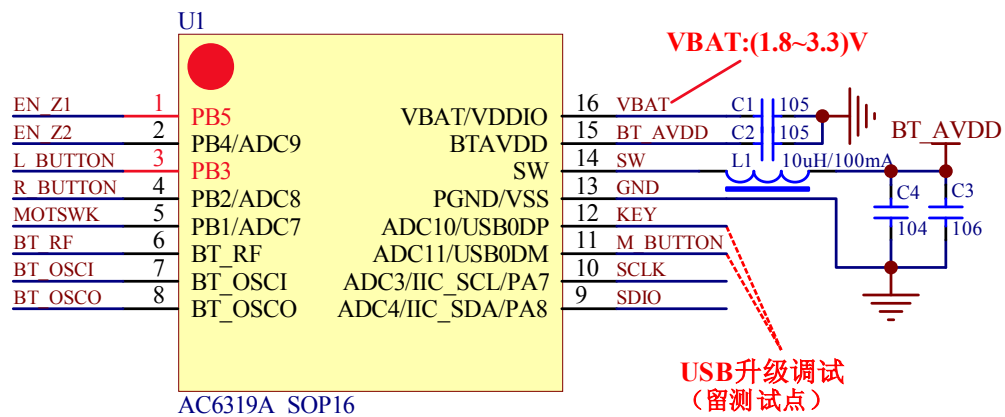 U1
VBAT:(1.8~3.3)V
EN_Z1 1 PB5 VBAT/VDDIO 16 VBAT C1 105
EN_Z2 2 PB4/ADC9 BTAVDD 15 BT_AVDD C2 105 BT_AVDD
L_BUTTON 3 PB3 SW 14 SW L1 10uH/100mA
R_BUTTON 4 PB2/ADC8 PGND/VSS 13 GND C4 C3
MOTSWK 5 PB1/ADC7 ADC10/USB0DP 12 KEY 104 106
BT_RF 6 BT_RF ADC11/USB0DM 11 M_BUTTON
BT_OSCI 7 BT_OSCI ADC3/IIC_SCL/PA7 10 SCLK
BT_OSCO 8 BT_OSCO ADC4/IIC_SDA/PA8 9 SDIO
USB升级调试
（留测试点）
AC6319A_SOP16